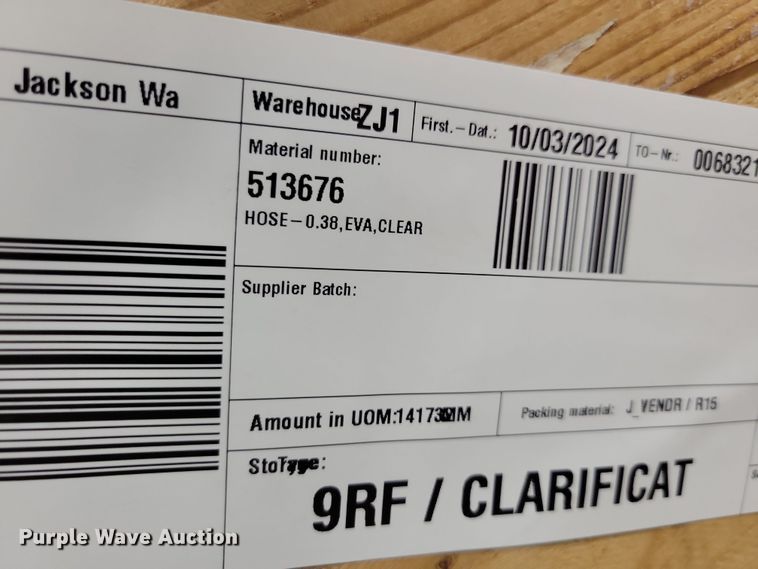 Jackson Wa
Warehouse ZJ1
First.-Dat.: 10/03/2024
TO-Nr.: 0068321
Material number:
513676
HOSE-0.38,EVA,CLEAR
Supplier Batch:
Amount in UOM:
Packing material: J_VENDR / R15
9RF / CLARIFICAT
Purple Wave Auction